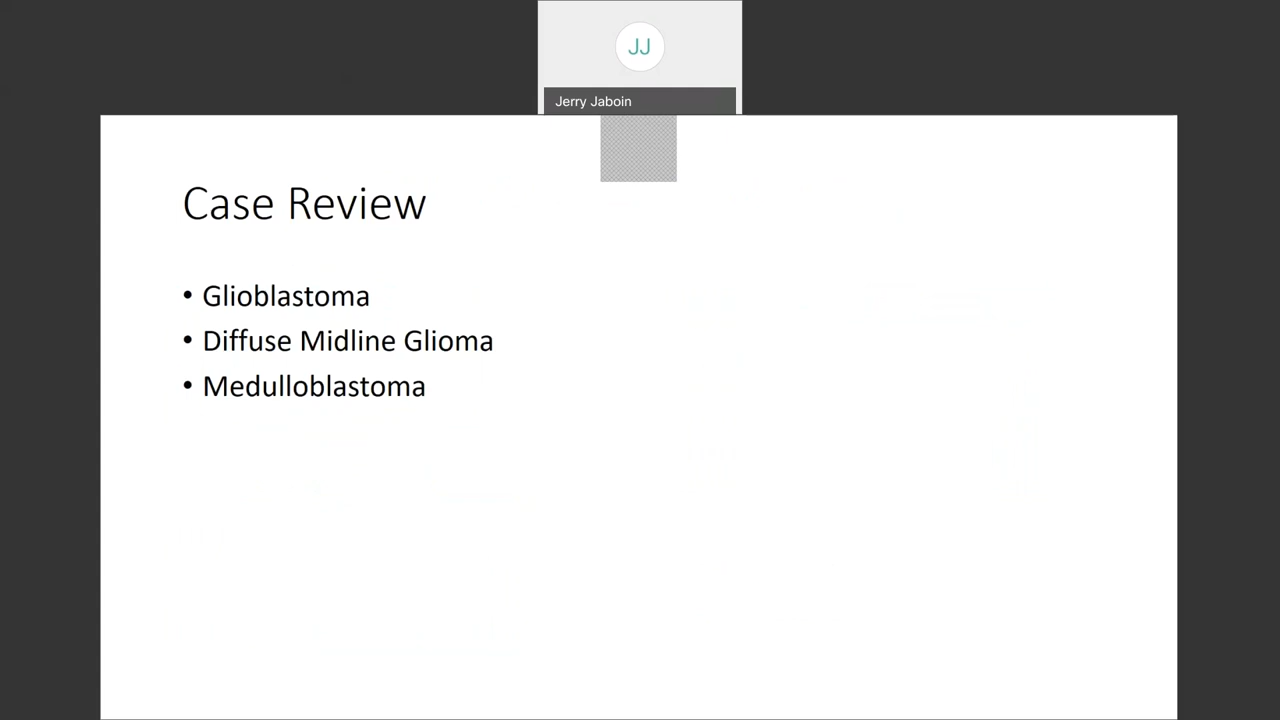 JJ
Jerry Jaboin
Case Review
• Glioblastoma
• Diffuse Midline Glioma
• Medulloblastoma